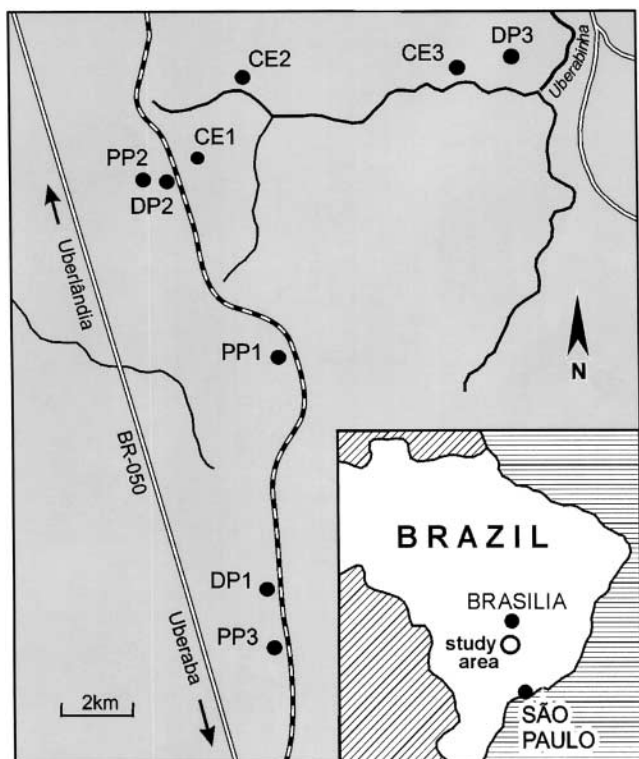 CE2
CE3
DP3
Uberabinha
CE1
PP2
DP2
Uberlândia
PP1
N
BR-050
BRAZIL
BRASILIA
study
area
SÃO
PAULO
DP1
PP3
Uberaba
2km